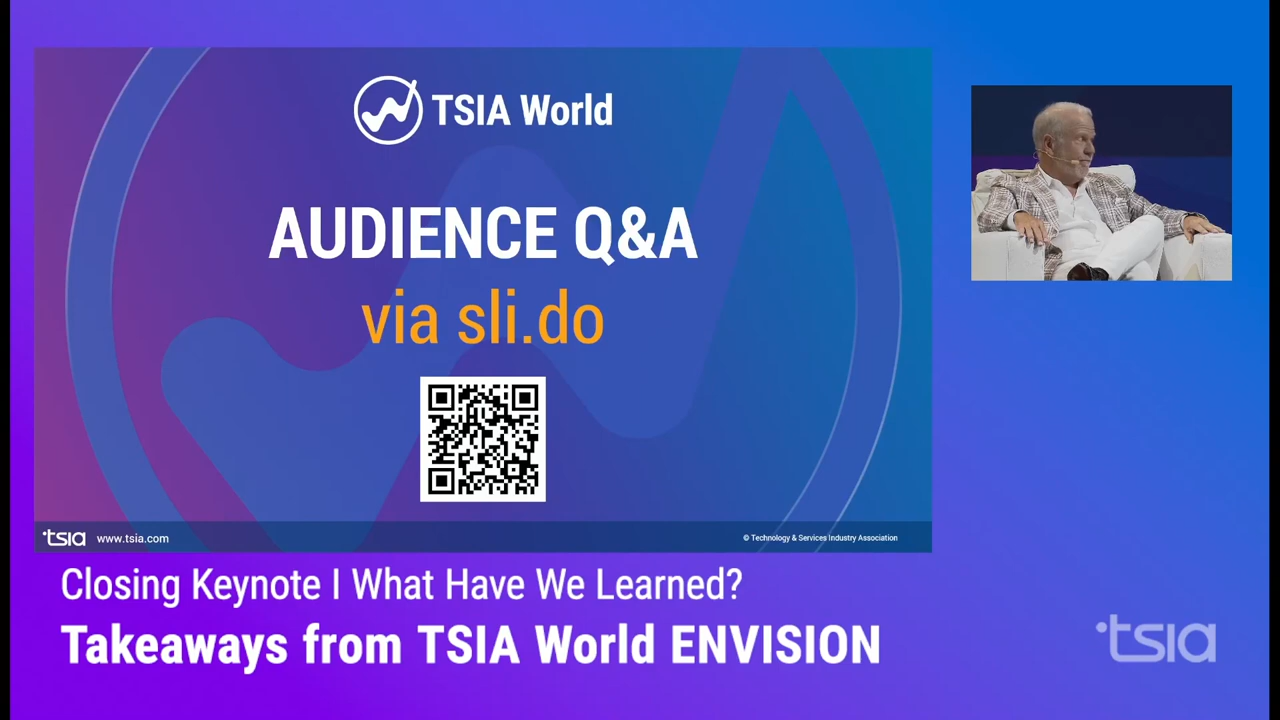 TSIA World
AUDIENCE Q&A
via sli.do
tsia www.tsia.com
© Technology & Services Industry Association
Closing Keynote I What Have We Learned?
Takeaways from TSIA World ENVISION
tsia